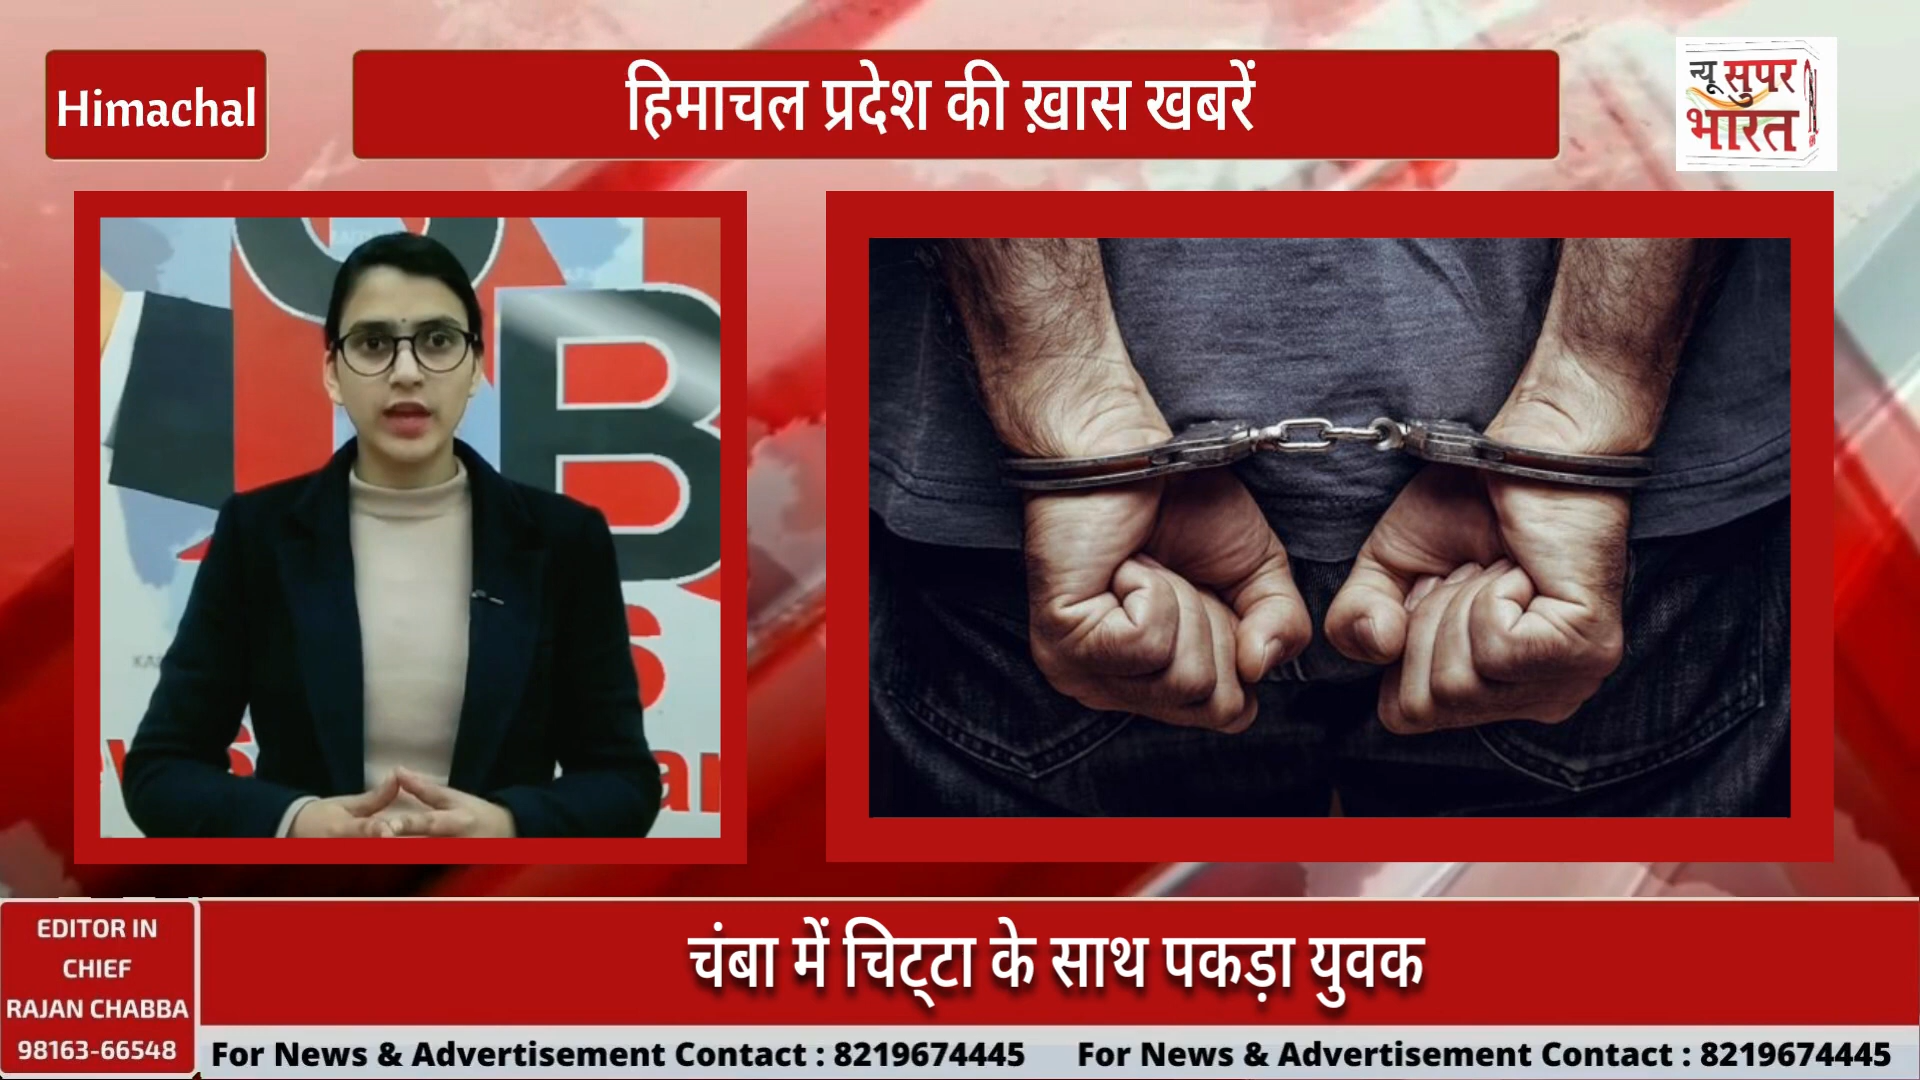 Himachal
हिमाचल प्रदेश की ख़ास खबरें
न्यू सुपर
भारत
B
S
चंबा में चिट्टा के साथ पकड़ा युवक
EDITOR IN
CHIEF
RAJAN CHABBA
98163-66548
For News & Advertisement Contact : 8219674445 For News & Advertisement Contact : 8219674445